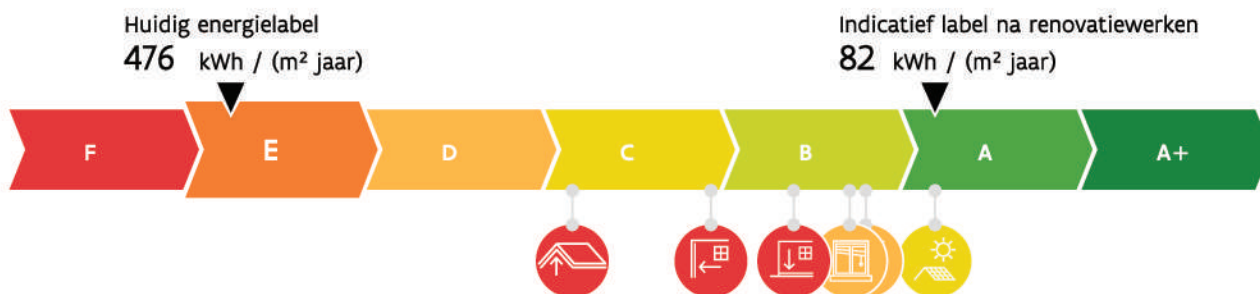 Huidig energielabel
476 kWh / (m² jaar)
Indicatief label na renovatiewerken
82 kWh / (m² jaar)
F E D C B A A+